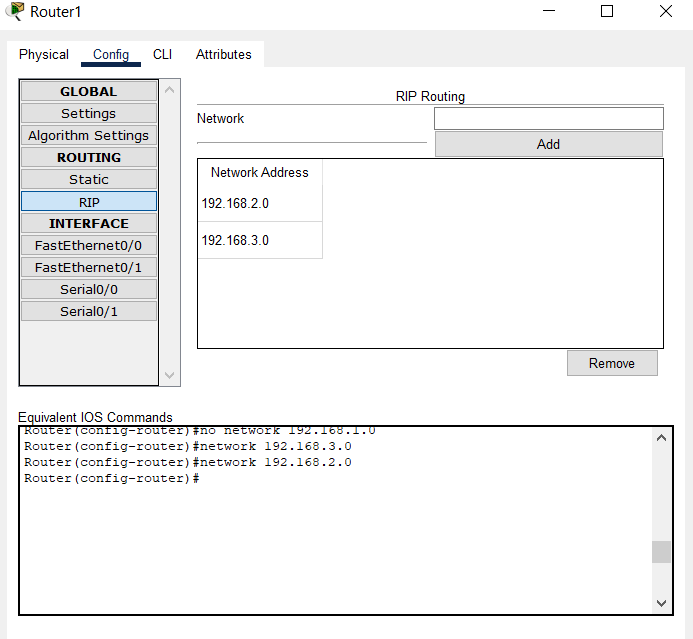 Router1
Physical Config CLI Attributes
GLOBAL
Settings
Algorithm Settings
ROUTING
Static
RIP
INTERFACE
FastEthernet0/0
FastEthernet0/1
Serial0/0
Serial0/1
RIP Routing
Network
Add
Network Address
192.168.2.0
192.168.3.0
Remove
Equivalent IOS Commands
Router(config-router)#no network 192.168.1.0
Router(config-router)#network 192.168.3.0
Router(config-router)#network 192.168.2.0
Router(config-router)#